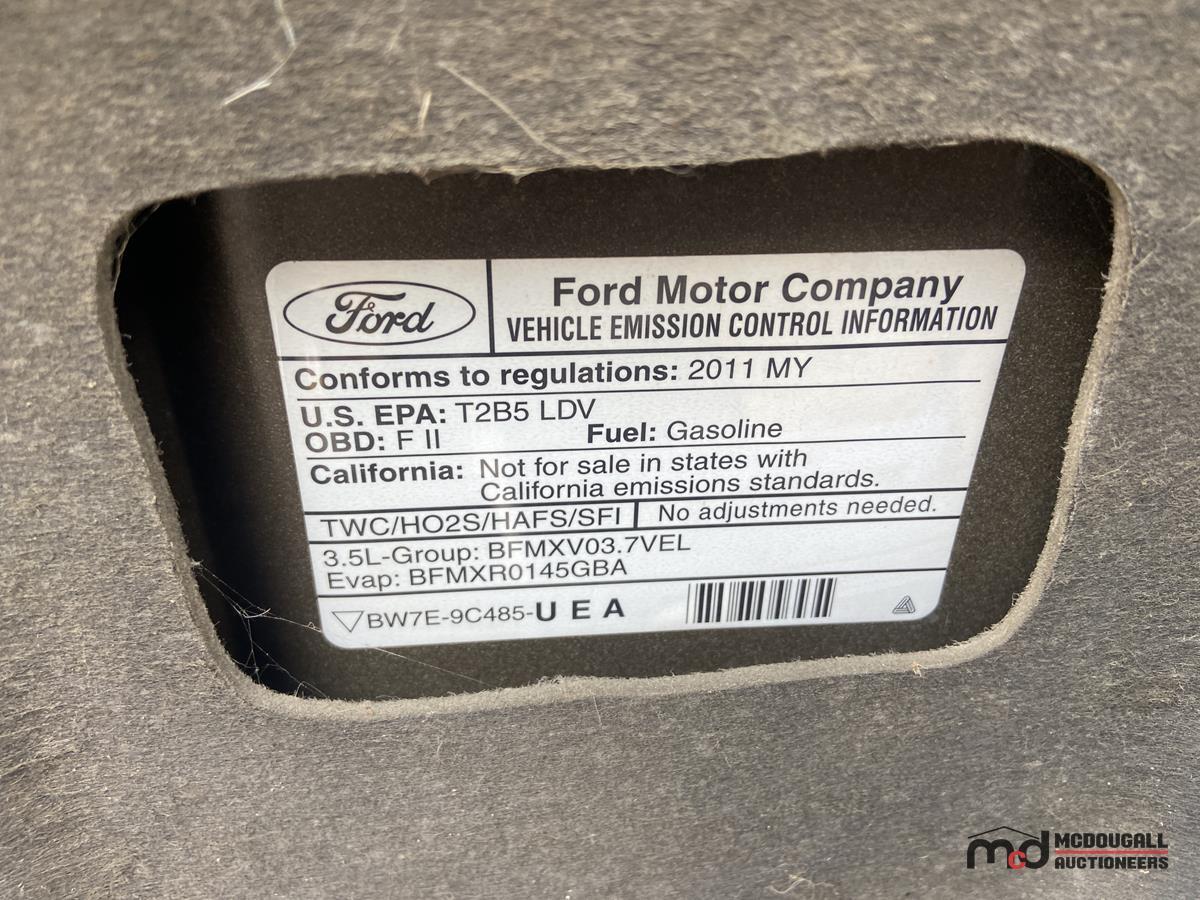 Ford
Ford Motor Company
VEHICLE EMISSION CONTROL INFORMATION
Conforms to regulations: 2011 MY
U.S. EPA: T2B5 LDV
OBD: F II Fuel: Gasoline
California: Not for sale in states with
California emissions standards.
TWC/HO2S/HAFS/SFI No adjustments needed.
3.5L-Group: BFMXV03.7VEL
Evap: BFMXR0145GBA
BW7E-9C485-U E A
mcd MCDOUGALL
AUCTIONEERS